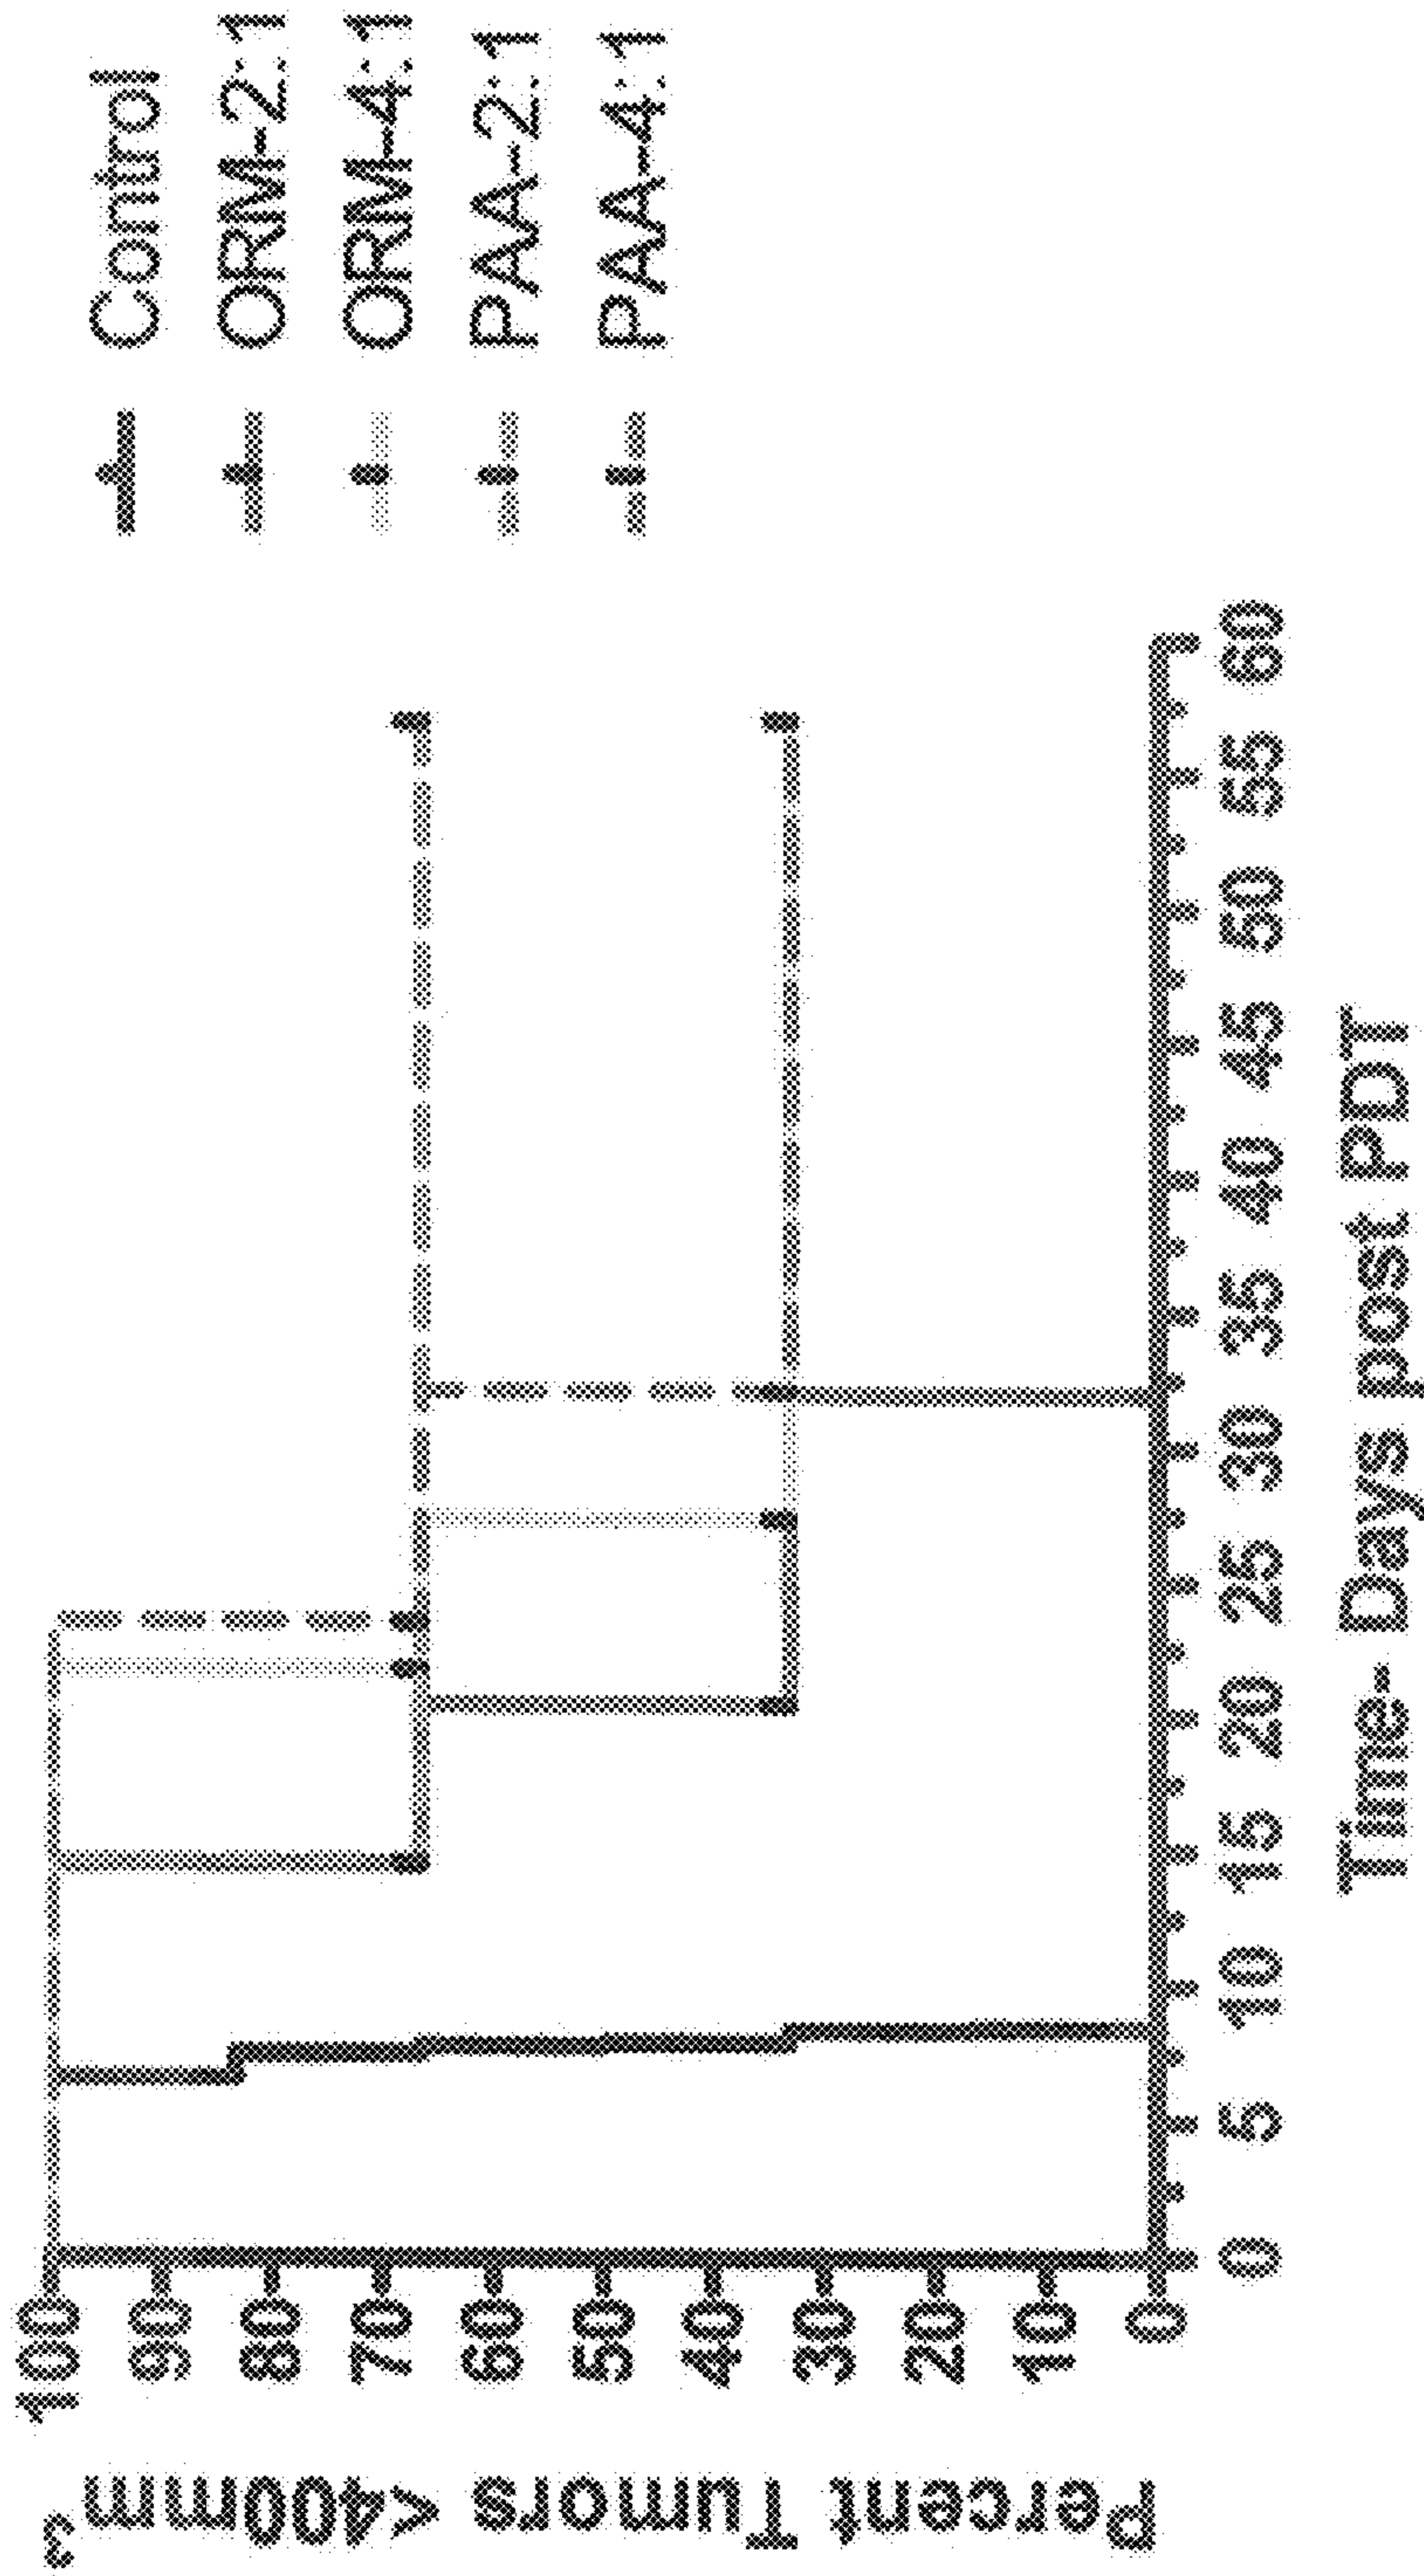 Control
ORM-2:1
ORM-4:1
PAA-2:1
PAA-4:1
Percent Tumors <400mm³
100
90
80
70
60
50
40
30
20
10
0
0 5 10 15 20 25 30 35 40 45 50 55 60
Time- Days post PDT